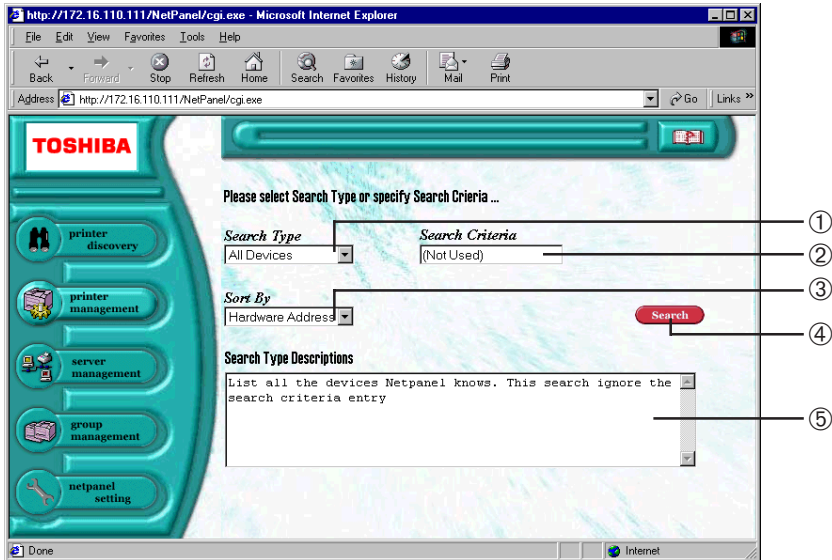 http://172.16.110.111/NetPanel/cgi.exe - Microsoft Internet Explorer
File Edit View Favorites Tools Help
Back Forward Stop Refresh Home Search Favorites History Mail Print
Address http://172.16.110.111/NetPanel/cgi.exe Go Links »
TOSHIBA
printer discovery
printer management
server management
group management
netpanel setting
Please select Search Type or specify Search Crieria ...
Search Type Search Criteria
All Devices (Not Used)
① 
②
Sort By
Hardware Address
③
Search
④
Search Type Descriptions
List all the devices Netpanel knows. This search ignore the
search criteria entry
⑤
Done Internet